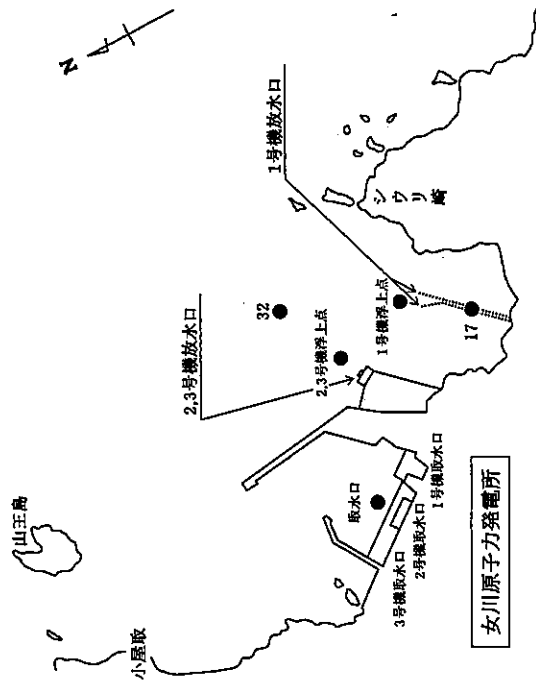 N
1号機放水口
2,3号機放水口
山王島
小屋取
シウリ崎
32
1号機浮上点
2,3号機浮上点
17
取水口
1号機取水口
2号機取水口
3号機取水口
女川原子力発電所